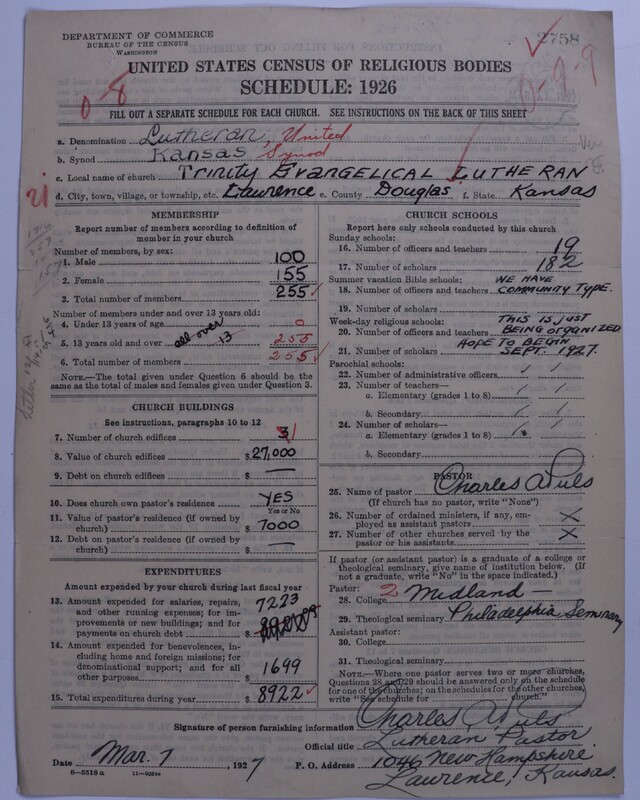 DEPARTMENT OF COMMERCE
BUREAU OF THE CENSUS
WASHINGTON
2758
0-8
0-9-9
UNITED STATES CENSUS OF RELIGIOUS BODIES
SCHEDULE: 1926
FILL OUT A SEPARATE SCHEDULE FOR EACH CHURCH. SEE INSTRUCTIONS ON THE BACK OF THIS SHEET
a. Denomination Lutheran, United
b. Synod Kansas Synod
c. Local name of church Trinity Evangelical Lutheran
d. City, town, village, or township, etc. Lawrence e. County Douglas f. State Kansas
MEMBERSHIP
Report number of members according to definition of
member in your church
Number of members, by sex:
1. Male 100
2. Female 155
3. Total number of members 255
Number of members under and over 13 years old:
4. Under 13 years of age 0
5. 13 years old and over all over 13 255
6. Total number of members 255
NOTE.—The total given under Question 6 should be
same as the total of males and females given under Question 3.
CHURCH BUILDINGS
See instructions, paragraphs 10 to 12
7. Number of church edifices 1
8. Value of church edifices $27,000
9. Debt on church edifices $ —
10. Does church own pastor's residence YES
Yes or No
11. Value of pastor's residence (if owned by
church) $ 7000
12. Debt on pastor's residence (if owned by
church) $ —
EXPENDITURES
Amount expended by your church during last fiscal year
13. Amount expended for salaries, repairs,
and other running expenses; for im-
provements or new buildings; and for
payments on church debt $ 7223
14. Amount expended for benevolences, in-
cluding home and foreign missions; for
denominational support; and for all
other purposes $ 1699
15. Total expenditures during year $ 8922
CHURCH SCHOOLS
Report here only schools conducted by this church
Sunday schools:
16. Number of officers and teachers 19
17. Number of scholars 182
Summer vacation Bible schools: WE HAVE
18. Number of officers and teachers COMMUNITY TYPE.
19. Number of scholars
Week-day religious schools: THIS IS JUST
20. Number of officers and teachers BEING ORGANIZED
21. Number of scholars HOPE TO BEGIN SEPT. 1927.
Parochial schools:
22. Number of administrative officers
23. Number of teachers—
a. Elementary (grades 1 to 8)
b. Secondary
24. Number of scholars—
a. Elementary (grades 1 to 8)
b. Secondary
PASTOR
25. Name of pastor Charles A Puls
(If church has no pastor, write "None")
26. Number of ordained ministers, if any, em-
ployed as assistant pastors X
27. Number of other churches served by the
pastor or his assistants X
If pastor (or assistant pastor) is a graduate of a college or
theological seminary, give name of institution below. (If
not a graduate, write "No" in the space indicated.)
Pastor:
28. College 2 Midland —
29. Theological seminary Philadelphia Seminary
Assistant pastor:
30. College
31. Theological seminary
NOTE.—Where one pastor serves two or more churches,
Questions 28 and 29 should be answered only on the schedule
for one of the churches; on the schedules for the other churches,
write "See schedule for church."
Signature of person furnishing information Charles A Puls
Official title Lutheran Pastor
Date Mar. 7, 1927 P. O. Address 1046 New Hampshire
Lawrence, Kansas.
8—5518a 11—9264a